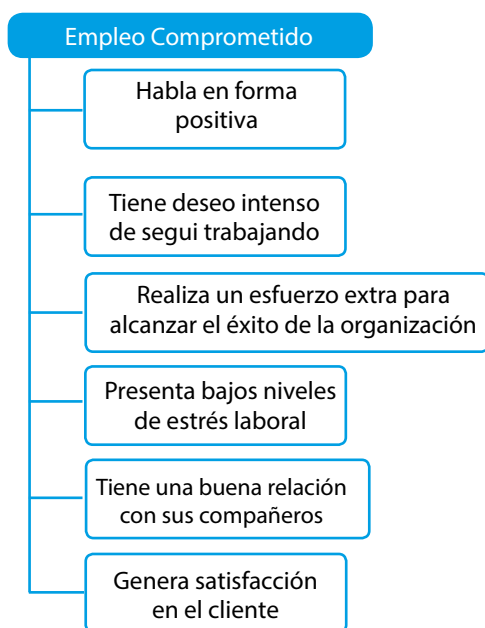 Empleo Comprometido
Habla en forma
positiva
Tiene deseo intenso
de segui trabajando
Realiza un esfuerzo extra para
alcanzar el éxito de la organización
Presenta bajos niveles
de estrés laboral
Tiene una buena relación
con sus compañeros
Genera satisfacción
en el cliente